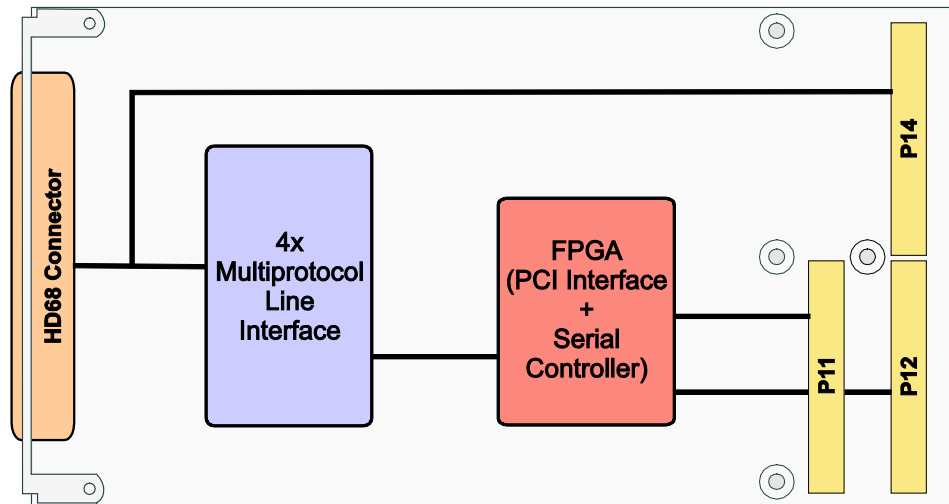 HD68 Connector
4x
Multiprotocol
Line
Interface
FPGA
(PCI Interface
+
Serial
Controller)
P14
P11
P12